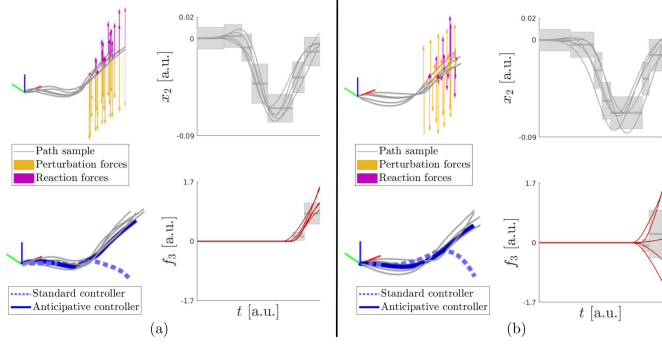 0.02
0
x₂ [a.u.]
-0.09
Path sample
Perturbation forces
Reaction forces
1.7
0
f₃ [a.u.]
-1.7
t [a.u.]
Standard controller
Anticipative controller
(a)
0.02
0
x₂ [a.u.]
-0.09
Path sample
Perturbation forces
Reaction forces
1.7
0
f₃ [a.u.]
-1.7
t [a.u.]
Standard controller
Anticipative controller
(b)